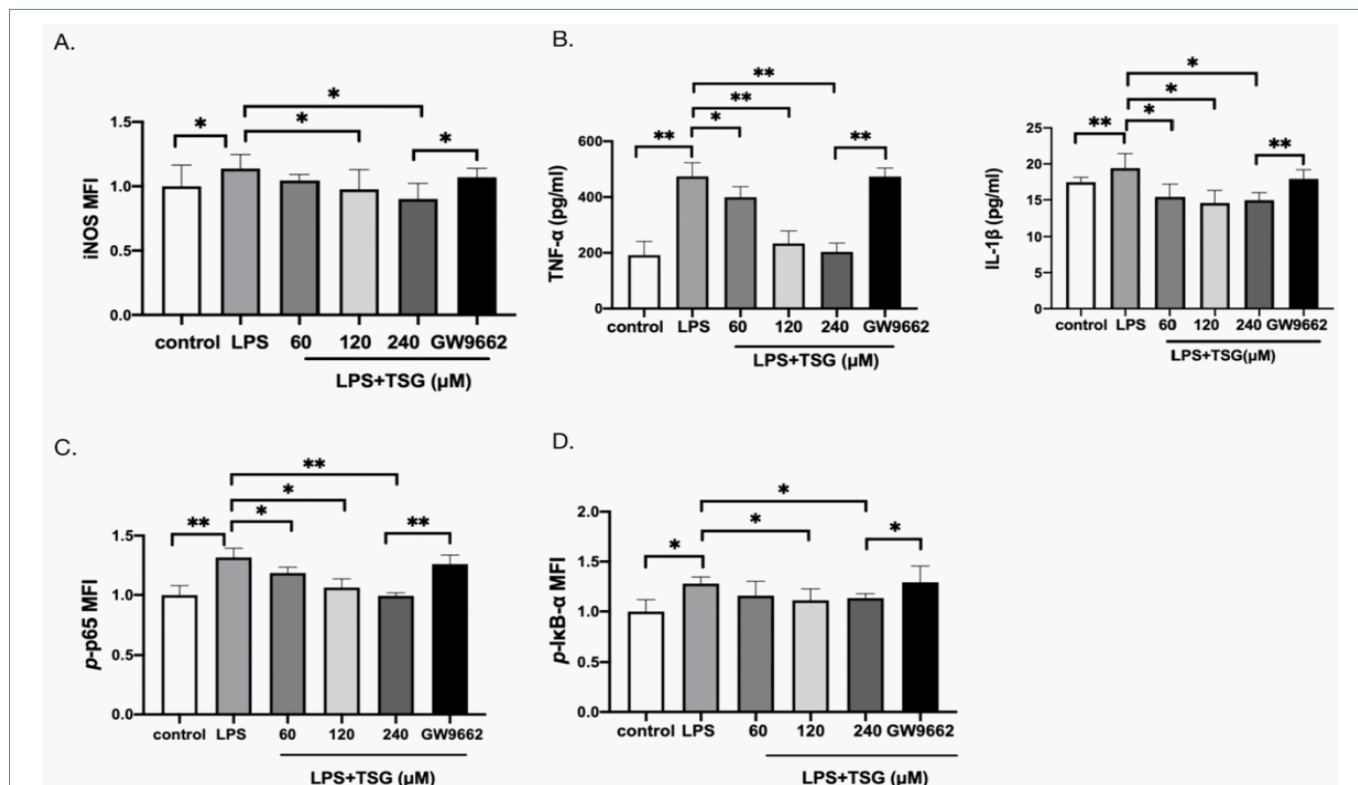 A.
B.
*
*
*
*
iNOS MFI
1.5
1.0
0.5
0.0
control LPS 60 120 240 GW9662
LPS+TSG (μM)
**
**
*
**
**
TNF-α (pg/ml)
600
400
200
0
control LPS 60 120 240 GW9662
LPS+TSG (μM)
*
*
*
**
**
IL-1β (pg/ml)
25
20
15
10
5
0
control LPS 60 120 240 GW9662
LPS+TSG(μM)
C.
D.
**
*
*
**
**
p-p65 MFI
1.5
1.0
0.5
0.0
control LPS 60 120 240 GW9662
LPS+TSG (μM)
*
*
*
*
p-IκB-α MFI
2.0
1.5
1.0
0.5
0.0
control LPS 60 120 240 GW9662
LPS+TSG (μM)